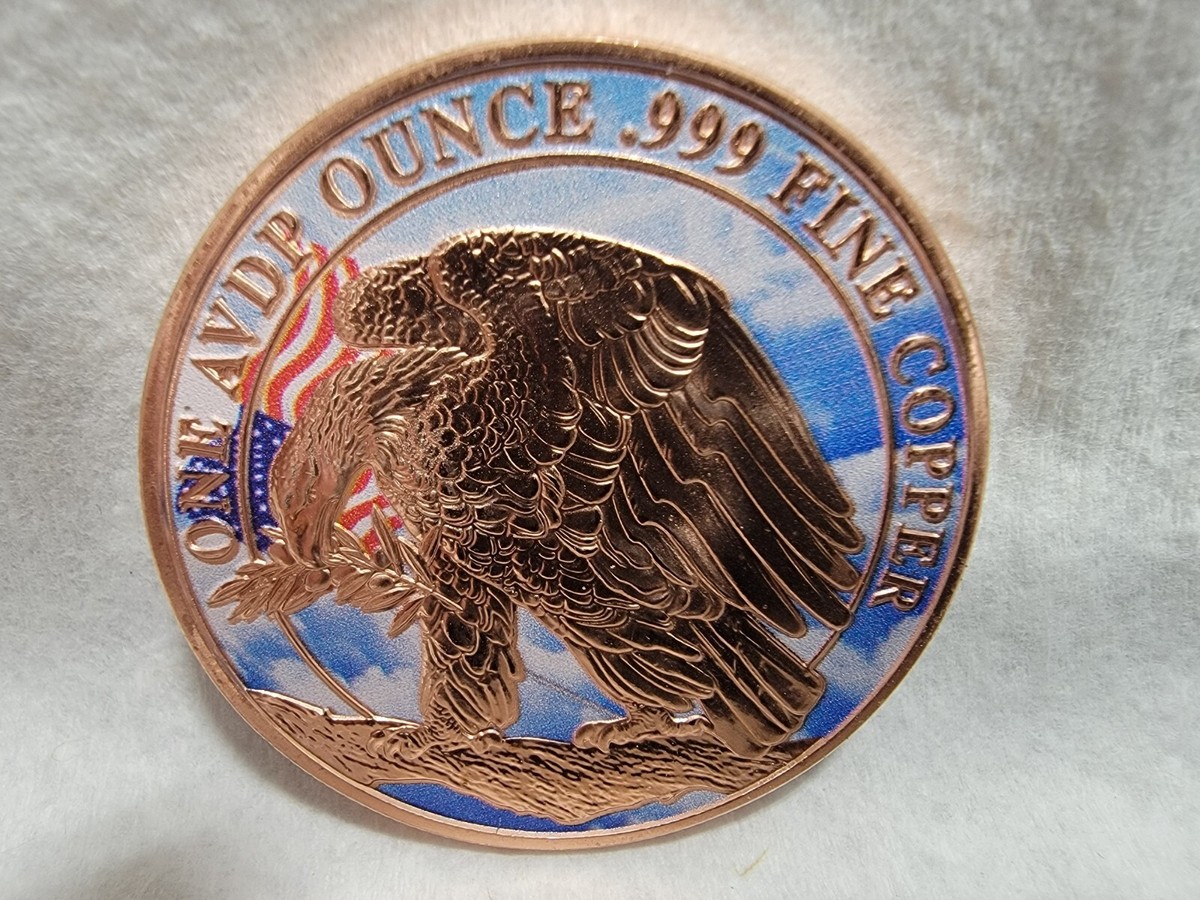 ONE AVDP OUNCE .999 FINE COPPER